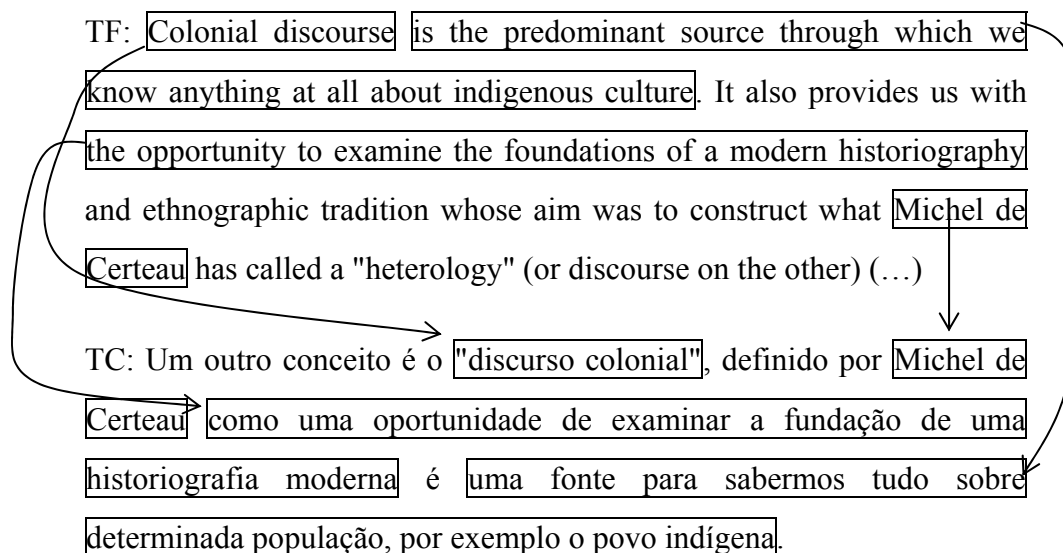 TF: Colonial discourse is the predominant source through which we
know anything at all about indigenous culture. It also provides us with
the opportunity to examine the foundations of a modern historiography
and ethnographic tradition whose aim was to construct what Michel de
Certeau has called a "heterology" (or discourse on the other) (…)
TC: Um outro conceito é o "discurso colonial", definido por Michel de
Certeau como uma oportunidade de examinar a fundação de uma
historiografia moderna é uma fonte para sabermos tudo sobre
determinada população, por exemplo o povo indígena.